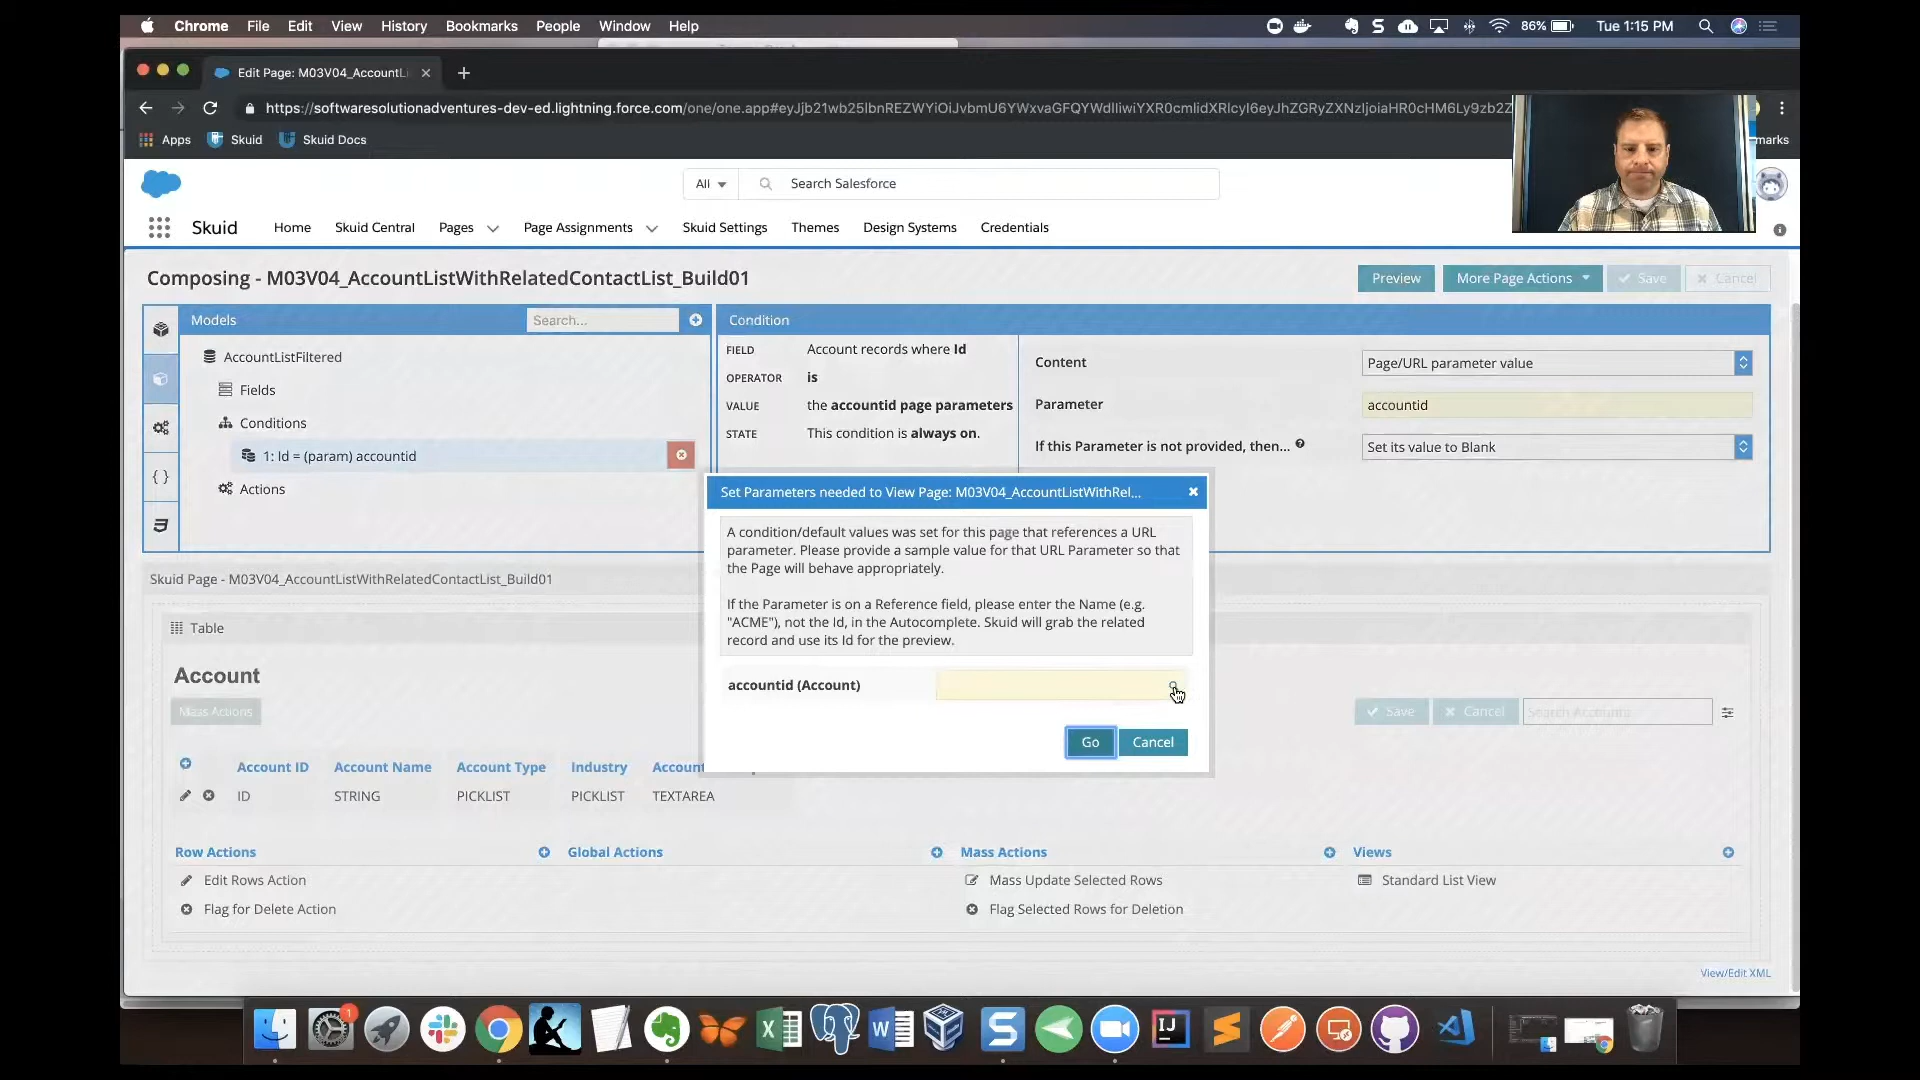 Chrome File Edit View History Bookmarks People Window Help
86% Tue 1:15 PM
Edit Page: M03V04_AccountLi
https://softwaresolutionadventures-dev-ed.lightning.force.com
Apps Skuid Skuid Docs
marks
All Search Salesforce
Skuid Home Skuid Central Pages Page Assignments Skuid Settings Themes Design Systems Credentials
Composing - M03V04_AccountListWithRelatedContactList_Build01
Preview More Page Actions Save Cancel
Models Search...
AccountListFiltered
Fields
Conditions
1: Id = (param) accountid
Actions
Condition
FIELD Account records where Id
OPERATOR is
VALUE the accountid page parameters
STATE This condition is always on.
Content Page/URL parameter value
Parameter accountid
If this Parameter is not provided, then... Set its value to Blank
Set Parameters needed to View Page: M03V04_AccountListWithRel...
A condition/default values was set for this page that references a URL
parameter. Please provide a sample value for that URL Parameter so that
the Page will behave appropriately.
If the Parameter is on a Reference field, please enter the Name (e.g.
"ACME"), not the Id, in the Autocomplete. Skuid will grab the related
record and use its Id for the preview.
accountid (Account)
Go Cancel
Skuid Page - M03V04_AccountListWithRelatedContactList_Build01
Table
Account
Mass Actions
Save Cancel Search Accounts
Account ID Account Name Account Type Industry Account
ID STRING PICKLIST PICKLIST TEXTAREA
Row Actions Global Actions Mass Actions Views
Edit Rows Action Mass Update Selected Rows Standard List View
Flag for Delete Action Flag Selected Rows for Deletion
View/Edit XML